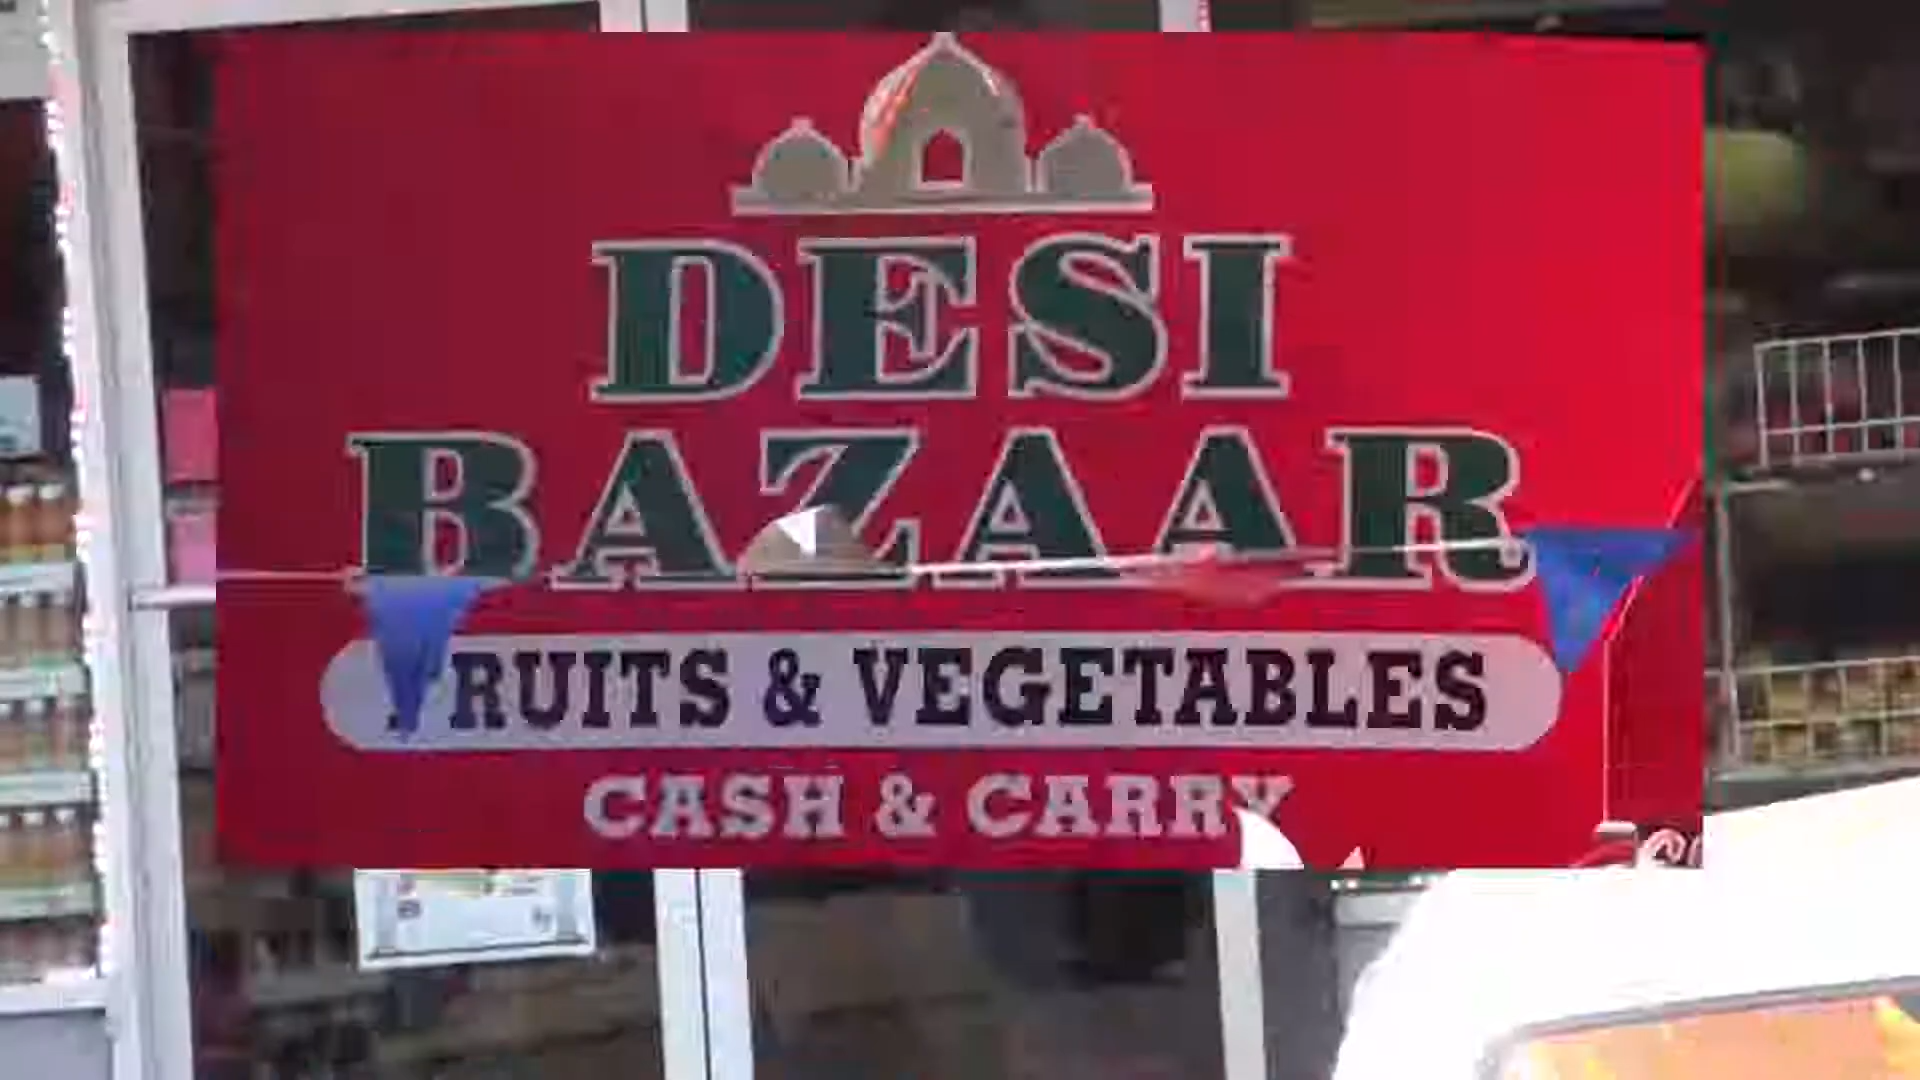 DESI
BAZAAR
FRUITS & VEGETABLES
CASH & CARRY